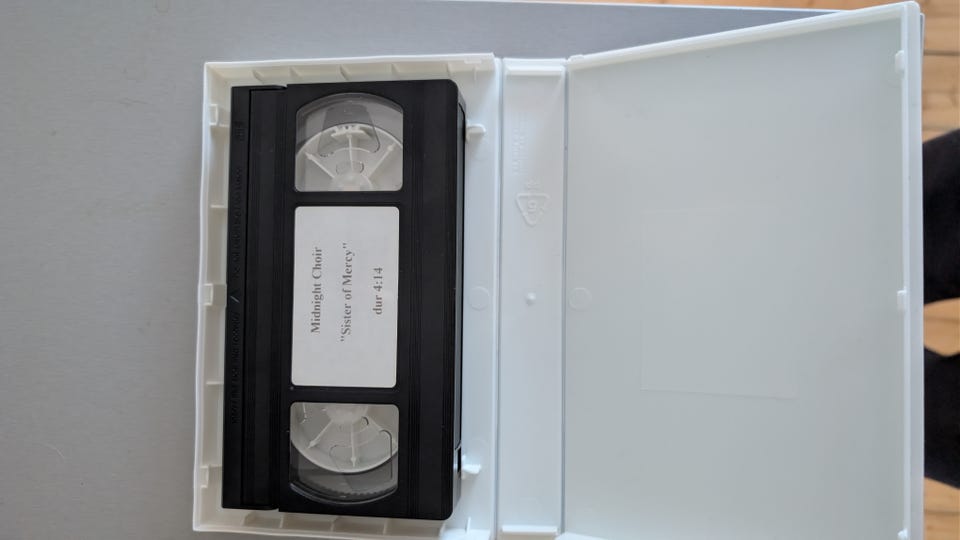 Midnight Choir
"Sister of Mercy"
dur 4:14